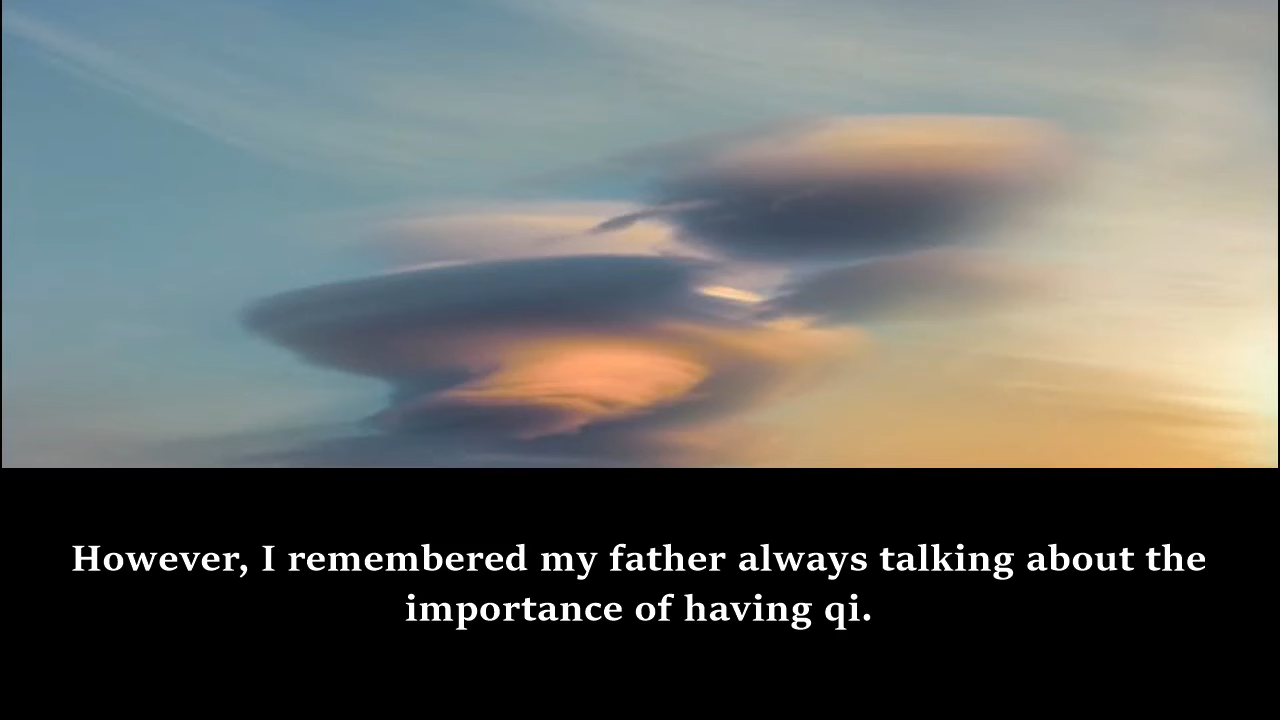 However, I remembered my father always talking about the
importance of having qi.